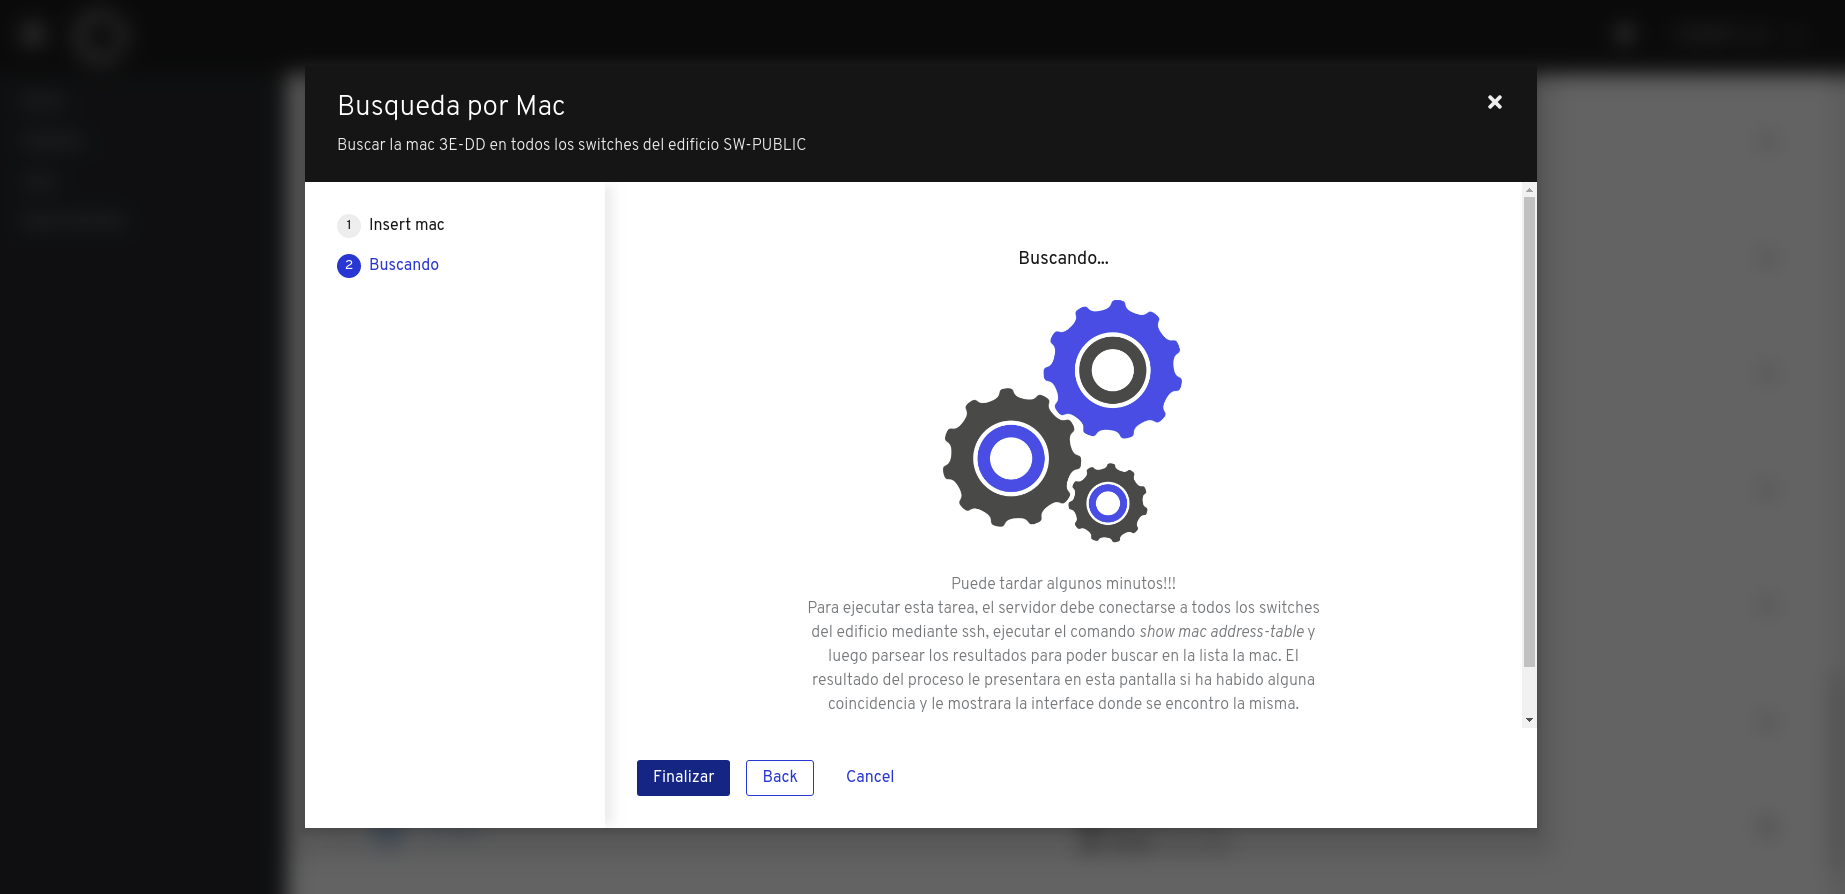 Busqueda por Mac
Buscar la mac 3E-DD en todos los switches del edificio SW-PUBLIC
1 Insert mac
2 Buscando
Buscando...
Puede tardar algunos minutos!!!
Para ejecutar esta tarea, el servidor debe conectarse a todos los switches
del edificio mediante ssh, ejecutar el comando show mac address-table y
luego parsear los resultados para poder buscar en la lista la mac. El
resultado del proceso le presentara en esta pantalla si ha habido alguna
coincidencia y le mostrara la interface donde se encontro la misma.
Finalizar Back Cancel